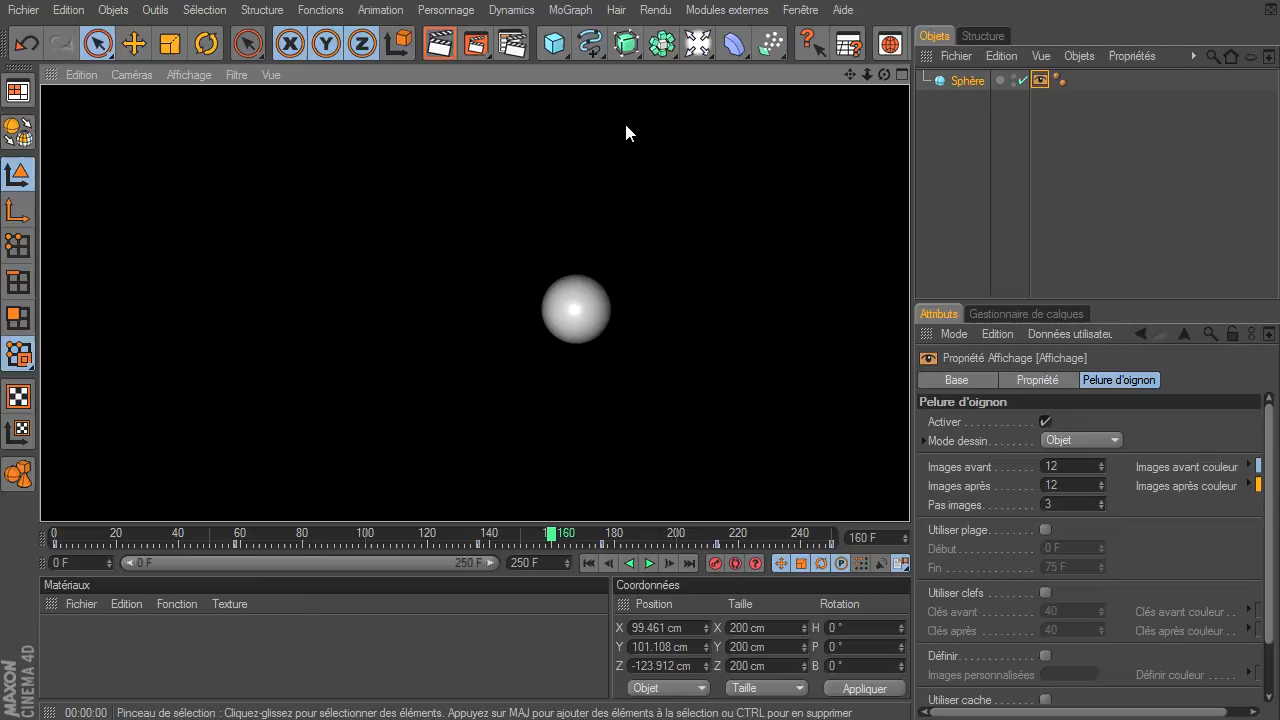 Fichier Edition Objets Outils Sélection Structure Fonctions Animation Personnage Dynamics MoGraph Hair Rendu Modules externes Fenêtre Aide
Edition Caméras Affichage Filtre Vue
Objets Structure
Fichier Edition Vue Objets Propriétés
Sphère
Attributs Gestionnaire de calques
Mode Edition Données utilisateu
Propriété Affichage [Affichage]
Base Propriété Pelure d'oignon
Pelure d'oignon
Activer
Mode dessin Objet
Images avant 12 Images avant couleur
Images après 12 Images après couleur
Pas images 3
Utiliser plage
Début 0 F
Fin 75 F
Utiliser clefs
Clés avant 40 Clés avant couleur
Clés après 40 Clés après couleur
Définir
Images personnalisées Définir couleur
Utiliser cache
0 20 40 60 80 100 120 140 160 180 200 220 240 160 F
0 F 0 F 250 F 250 F
Matériaux
Fichier Edition Fonction Texture
Coordonnées
Position Taille Rotation
X 99.461 cm X 200 cm H 0 °
Y 101.108 cm Y 200 cm P 0 °
Z -123.912 cm Z 200 cm B 0 °
Objet Taille Appliquer
MAXON
CINEMA 4D
00:00:00 Pinceau de sélection : Cliquez-glissez pour sélectionner des éléments. Appuyez sur MAJ pour ajouter des éléments à la sélection ou CTRL pour en supprimer
X Y Z
P